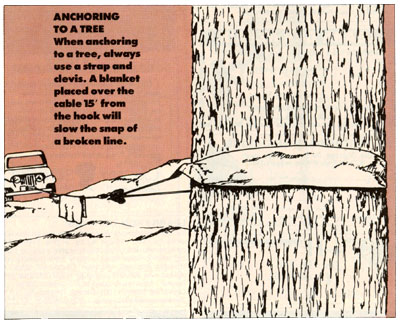 ANCHORING
TO A TREE
When anchoring
to a tree, always
use a strap and
clevis. A blanket
placed over the
cable 15' from
the hook will
slow the snap of
a broken line.